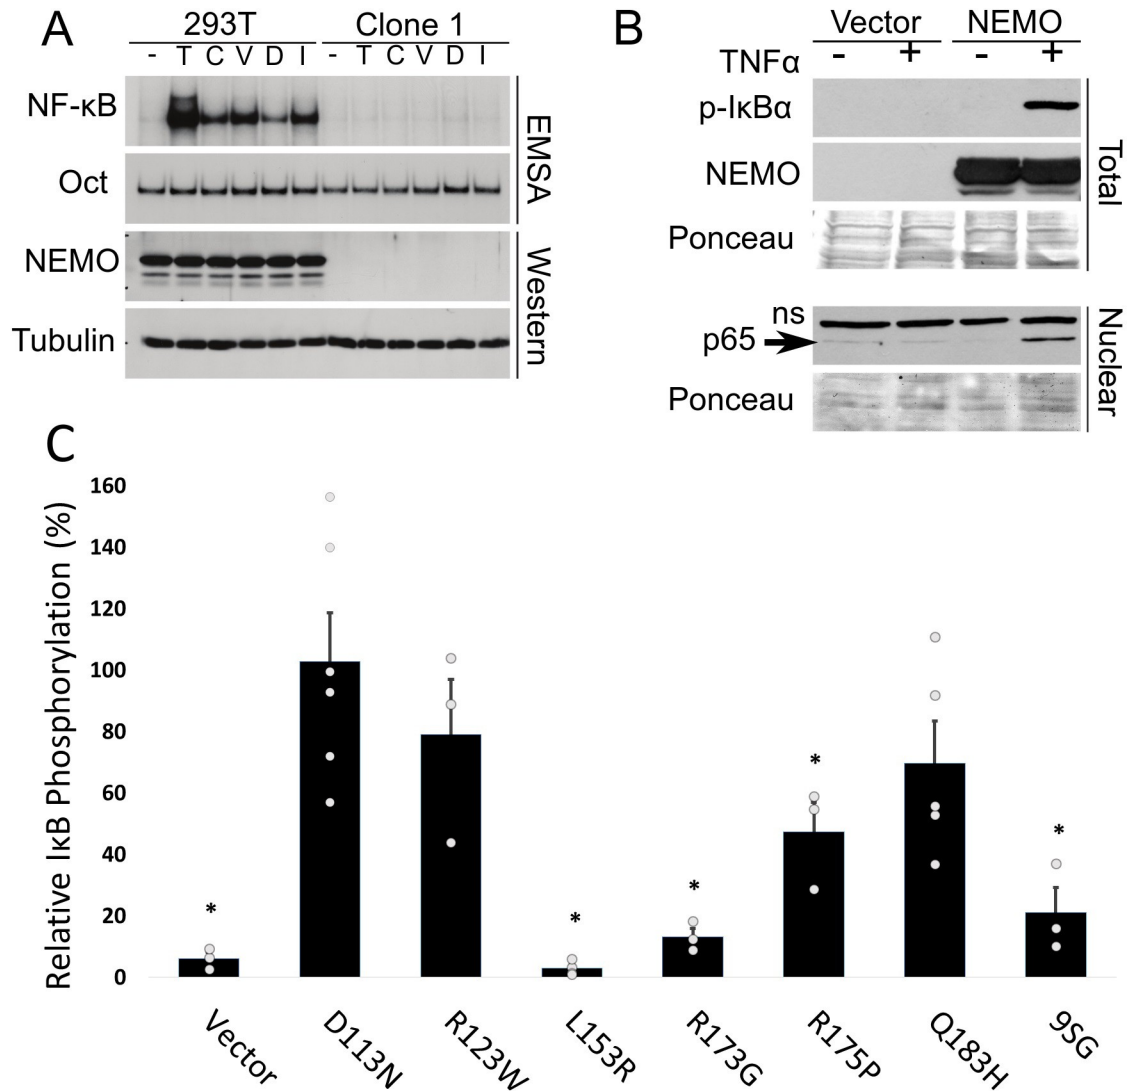 A
293T Clone 1
- T C V D I - T C V D I
NF-κB
Oct
EMSA
NEMO
Tubulin
Western
B
Vector NEMO
TNFα - + - +
p-IκBα
NEMO
Ponceau
Total
ns
p65
Ponceau
Nuclear
C
Relative IκB Phosphorylation (%)
160
140
120
100
80
60
40
20
0
* * * * *
Vector D113N R123W L153R R173G R175P Q183H 9SG